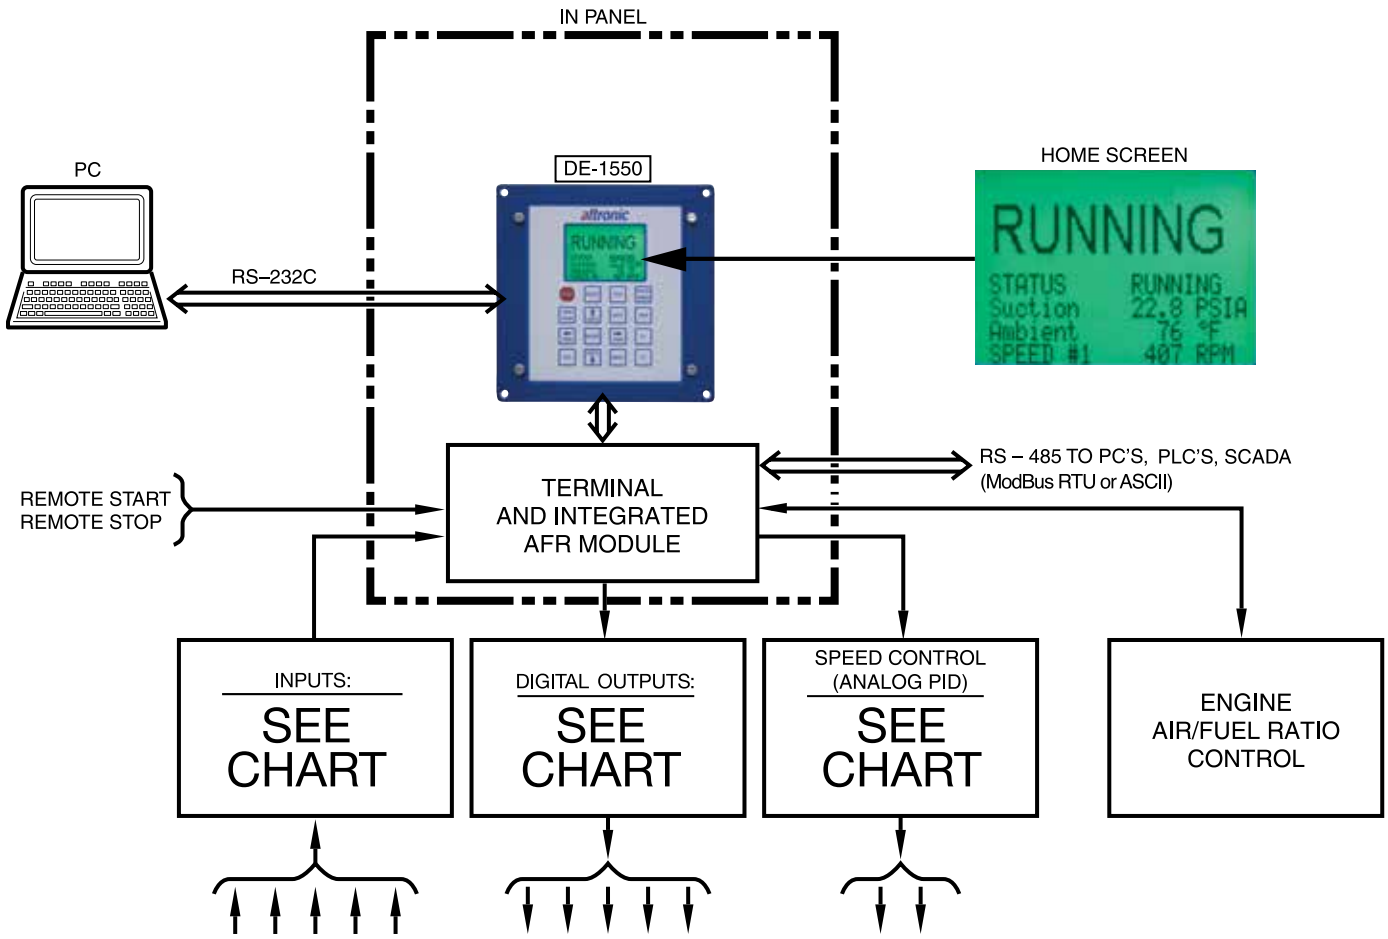 IN PANEL
PC
DE-1550
HOME SCREEN
altronic
RUNNING
RUNNING
STATUS RUNNING
Suction 22.8 PSIA
Ambient 76 °F
SPEED #1 407 RPM
RS–232C
REMOTE START
REMOTE STOP
TERMINAL
AND INTEGRATED
AFR MODULE
RS – 485 TO PC'S, PLC'S, SCADA
(ModBus RTU or ASCII)
INPUTS:
SEE
CHART
DIGITAL OUTPUTS:
SEE
CHART
SPEED CONTROL
(ANALOG PID)
SEE
CHART
ENGINE
AIR/FUEL RATIO
CONTROL